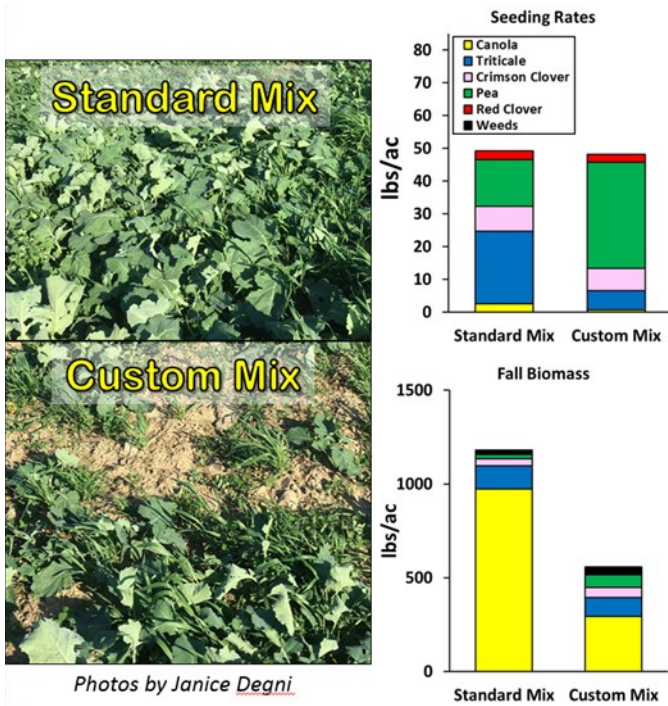 Standard Mix
Custom Mix
Photos by Janice Degni
Seeding Rates
lbs/ac
80
70
60
50
40
30
20
10
0
Canola
Triticale
Crimson Clover
Pea
Red Clover
Weeds
Standard Mix Custom Mix
Fall Biomass
lbs/ac
1500
1000
500
0
Standard Mix Custom Mix